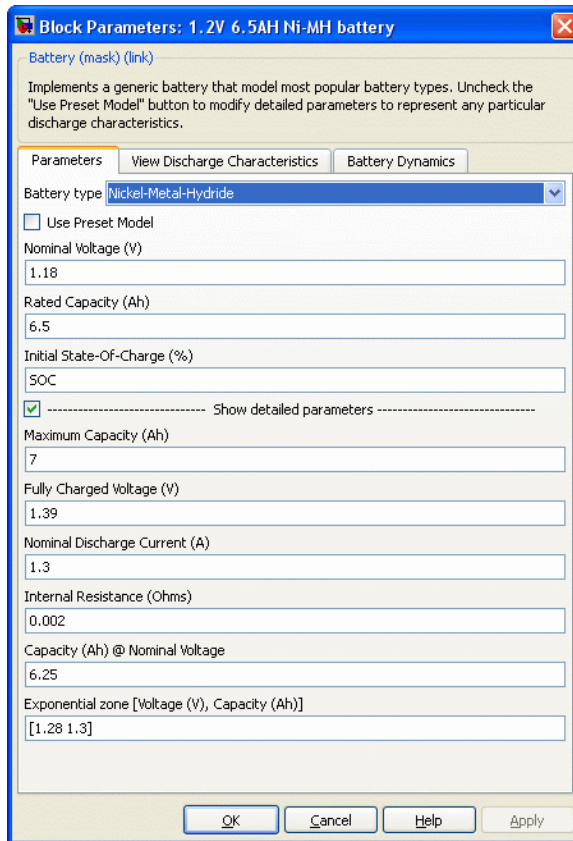 Block Parameters: 1.2V 6.5AH Ni-MH battery
Battery (mask) (link)
Implements a generic battery that model most popular battery types. Uncheck the
"Use Preset Model" button to modify detailed parameters to represent any particular
discharge characteristics.
Parameters View Discharge Characteristics Battery Dynamics
Battery type Nickel-Metal-Hydride
Use Preset Model
Nominal Voltage (V)
1.18
Rated Capacity (Ah)
6.5
Initial State-Of-Charge (%)
SOC
------------------------------ Show detailed parameters ------------------------------
Maximum Capacity (Ah)
7
Fully Charged Voltage (V)
1.39
Nominal Discharge Current (A)
1.3
Internal Resistance (Ohms)
0.002
Capacity (Ah) @ Nominal Voltage
6.25
Exponential zone [Voltage (V), Capacity (Ah)]
[1.28 1.3]
OK Cancel Help Apply